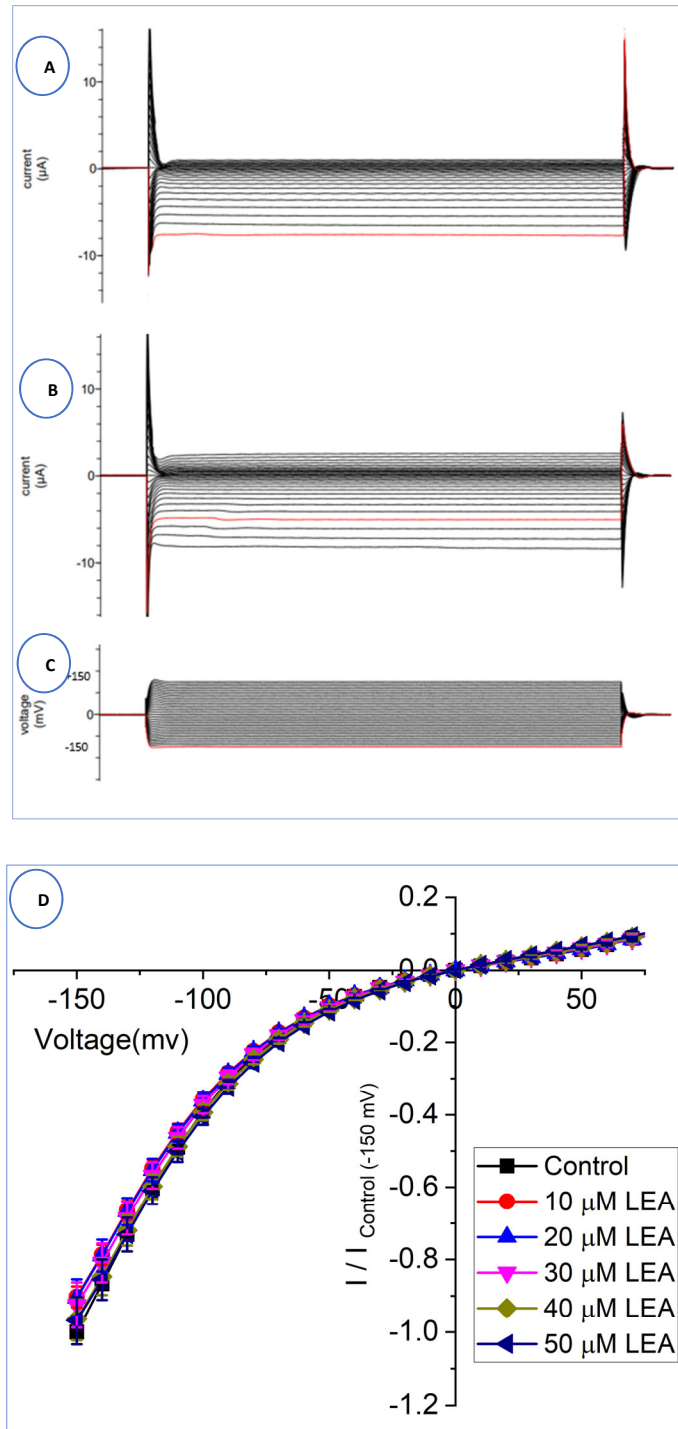 A
10
0
-10
current
(µA)
B
10
0
-10
current
(µA)
C
+150
0
-150
voltage
(mV)
D
0.2
-150
-100
-50
0
50
Voltage(mv)
-0.2
-0.4
-0.6
-0.8
-1.0
-1.2
I / I Control (-150 mV)
Control
10 µM LEA
20 µM LEA
30 µM LEA
40 µM LEA
50 µM LEA